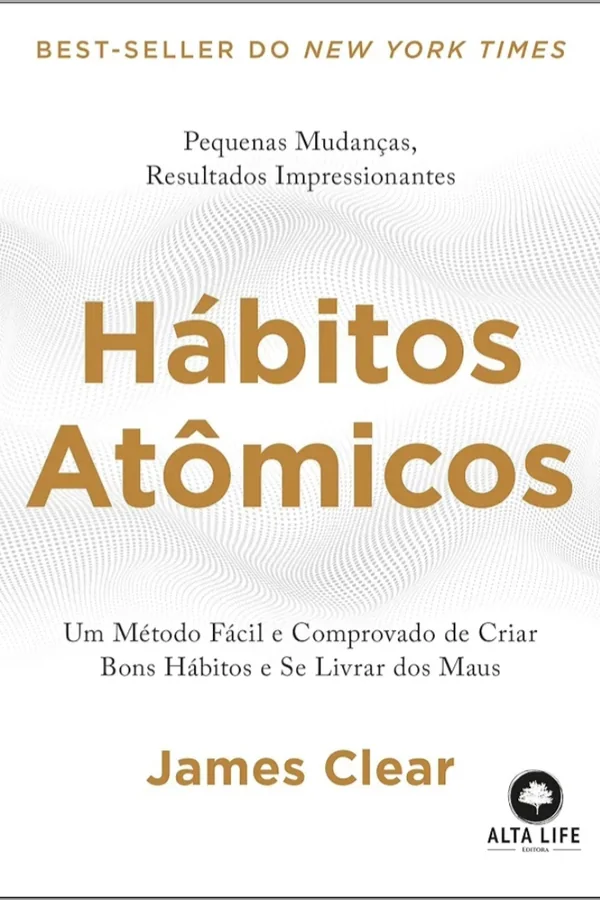 BEST-SELLER DO NEW YORK TIMES
Pequenas Mudanças,
Resultados Impressionantes
Hábitos
Atômicos
Um Método Fácil e Comprovado de Criar
Bons Hábitos e Se Livrar dos Maus
James Clear
ALTA LIFE
EDITORA